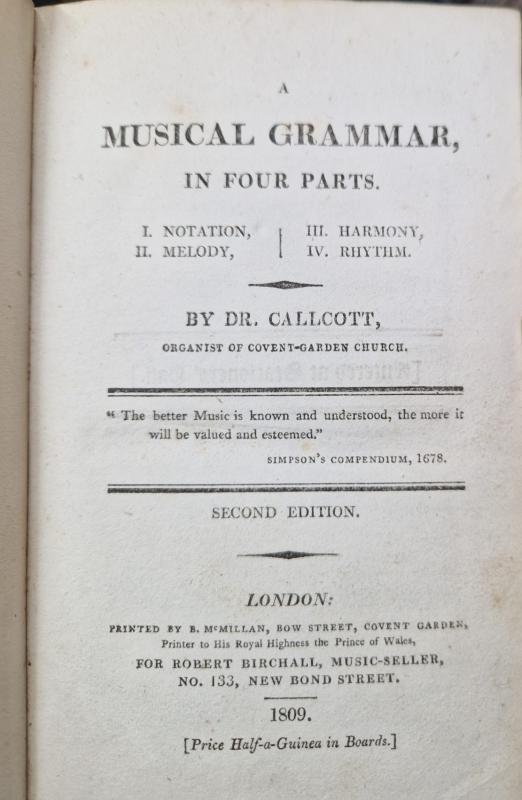 A
MUSICAL GRAMMAR,
IN FOUR PARTS.
I. NOTATION,
II. MELODY,
III. HARMONY,
IV. RHYTHM.
BY DR. CALLCOTT,
ORGANIST OF COVENT-GARDEN CHURCH.
“ The better Music is known and understood, the more it
will be valued and esteemed.”
SIMPSON'S COMPENDIUM, 1678.
SECOND EDITION.
LONDON:
PRINTED BY B. McMILLAN, BOW STREET, COVENT GARDEN,
Printer to His Royal Highness the Prince of Wales,
FOR ROBERT BIRCHALL, MUSIC-SELLER,
NO. 133, NEW BOND STREET.
1809.
[Price Half-a-Guinea in Boards.]